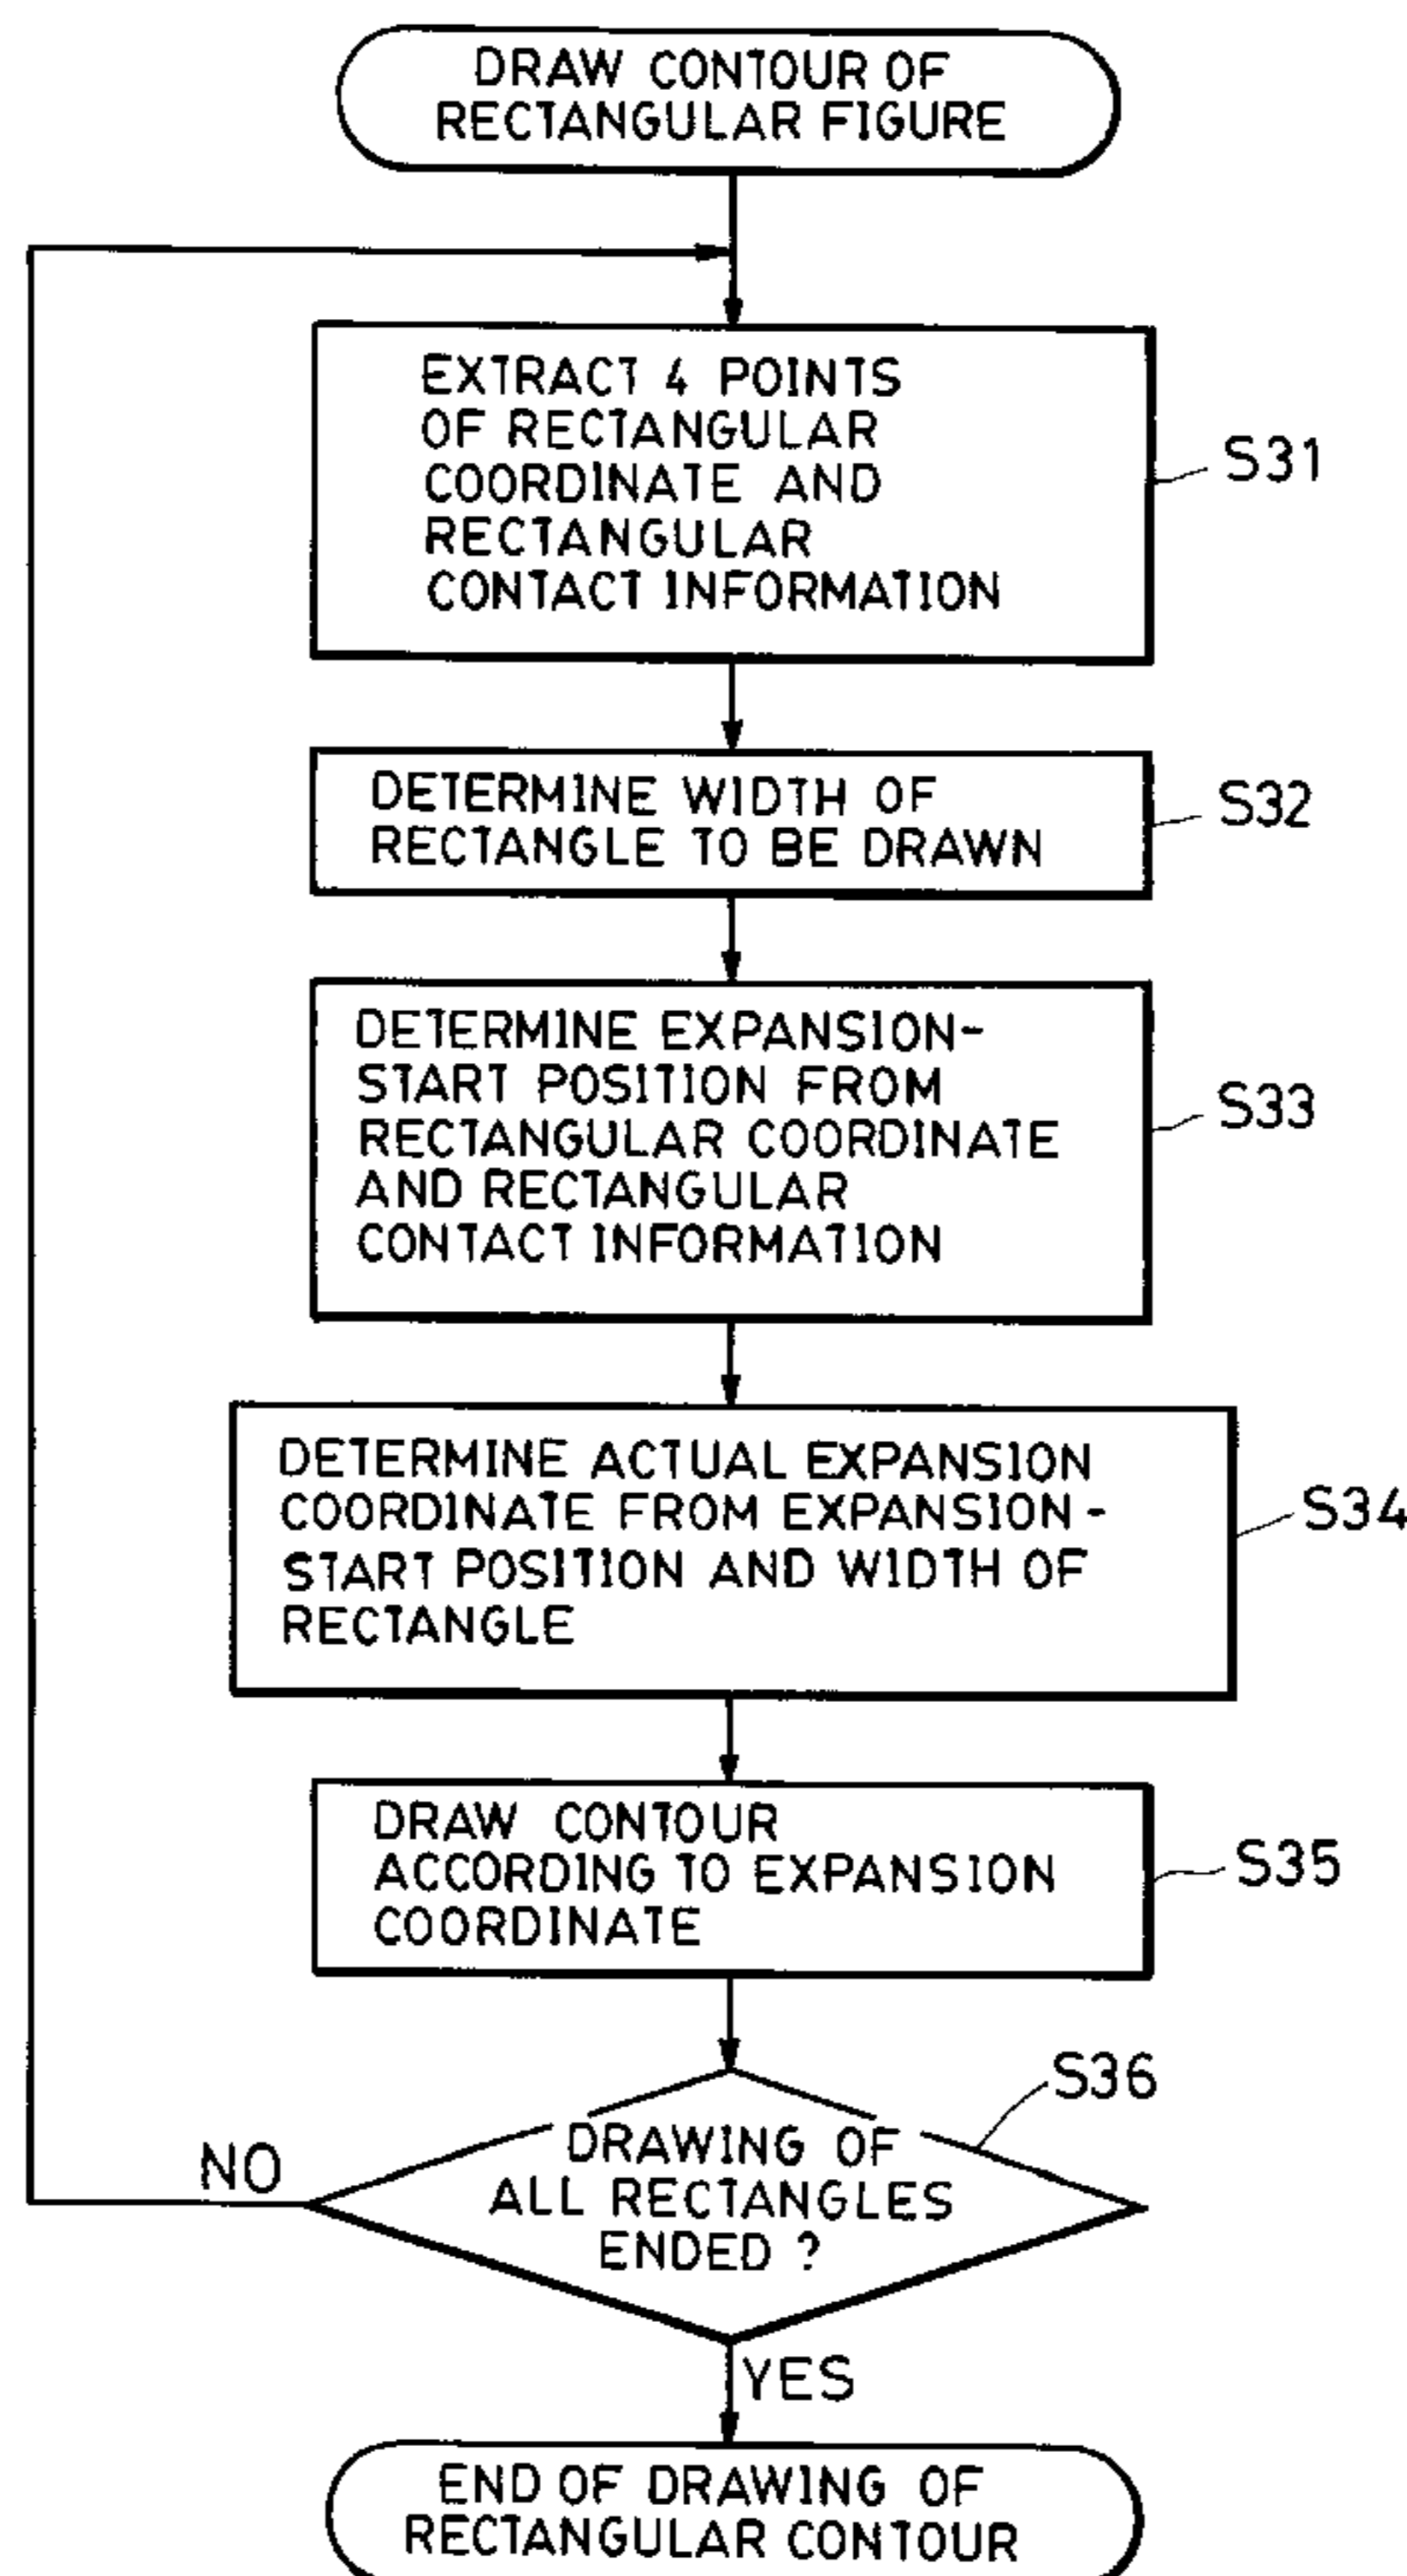 DRAW CONTOUR OF
RECTANGULAR FIGURE
EXTRACT 4 POINTS
OF RECTANGULAR
COORDINATE AND
RECTANGULAR
CONTACT INFORMATION
S31
DETERMINE WIDTH OF
RECTANGLE TO BE DRAWN
S32
DETERMINE EXPANSION-
START POSITION FROM
RECTANGULAR COORDINATE
AND RECTANGULAR
CONTACT INFORMATION
S33
DETERMINE ACTUAL EXPANSION
COORDINATE FROM EXPANSION-
START POSITION AND WIDTH OF
RECTANGLE
S34
DRAW CONTOUR
ACCORDING TO EXPANSION
COORDINATE
S35
S36
DRAWING OF
ALL RECTANGLES
ENDED ?
NO
YES
END OF DRAWING OF
RECTANGULAR CONTOUR